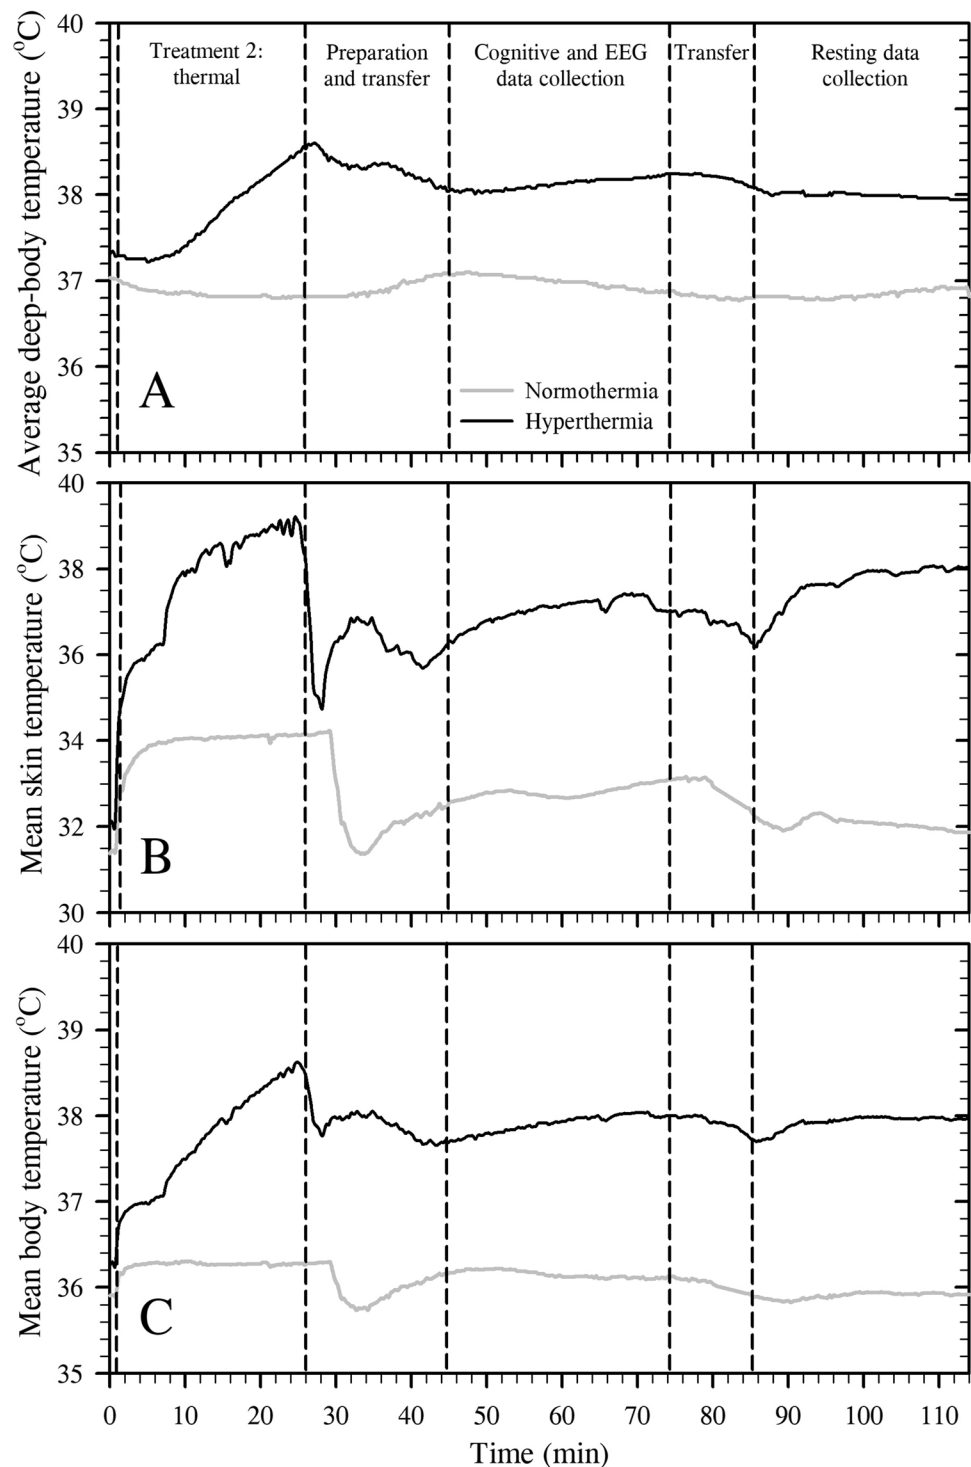 40
Treatment 2:
thermal
Preparation
and transfer
Cognitive and EEG
data collection
Transfer
Resting data
collection
39
38
37
36
35
Average deep-body temperature (°C)
A
Normothermia
Hyperthermia
40
38
36
34
32
30
Mean skin temperature (°C)
B
40
39
38
37
36
35
Mean body temperature (°C)
C
0 10 20 30 40 50 60 70 80 90 100 110
Time (min)